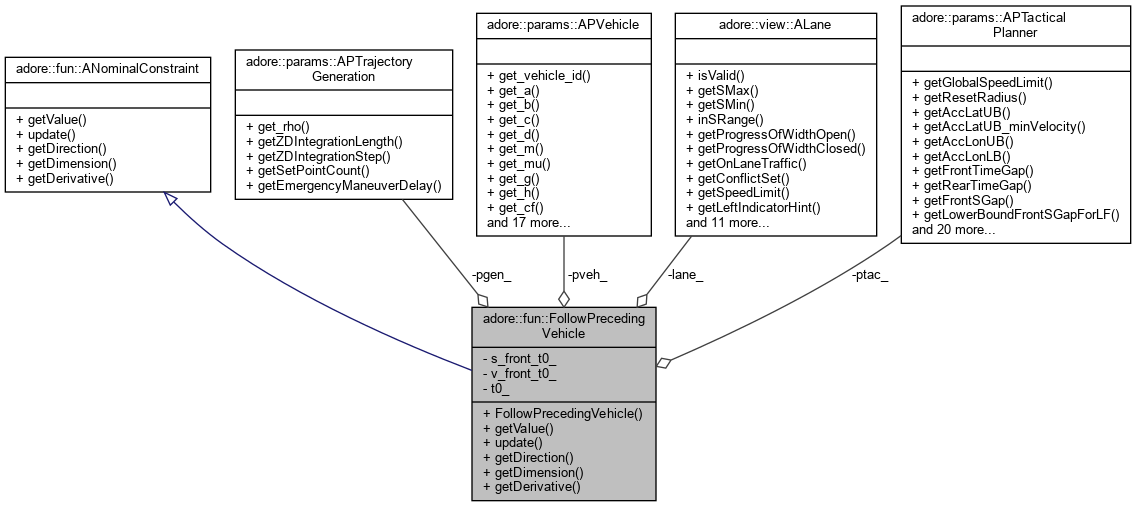 adore::fun::ANominalConstraint
+ getValue()
+ update()
+ getDirection()
+ getDimension()
+ getDerivative()
adore::params::APTrajectory
Generation
+ get_rho()
+ getZDIntegrationLength()
+ getZDIntegrationStep()
+ getSetPointCount()
+ getEmergencyManeuverDelay()
adore::params::APVehicle
+ get_vehicle_id()
+ get_a()
+ get_b()
+ get_c()
+ get_d()
+ get_m()
+ get_mu()
+ get_g()
+ get_h()
+ get_cf()
and 17 more...
adore::view::ALane
+ isValid()
+ getSMax()
+ getSMin()
+ inSRange()
+ getProgressOfWidthOpen()
+ getProgressOfWidthClosed()
+ getOnLaneTraffic()
+ getConflictSet()
+ getSpeedLimit()
+ getLeftIndicatorHint()
and 11 more...
adore::params::APTactical
Planner
+ getGlobalSpeedLimit()
+ getResetRadius()
+ getAccLatUB()
+ getAccLatUB_minVelocity()
+ getAccLonUB()
+ getAccLonLB()
+ getFrontTimeGap()
+ getRearTimeGap()
+ getFrontSGap()
+ getLowerBoundFrontSGapForLF()
and 20 more...
-pgen_
-pveh_
-lane_
-ptac_
adore::fun::FollowPreceding
Vehicle
- s_front_t0_
- v_front_t0_
- t0_
+ FollowPrecedingVehicle()
+ getValue()
+ update()
+ getDirection()
+ getDimension()
+ getDerivative()